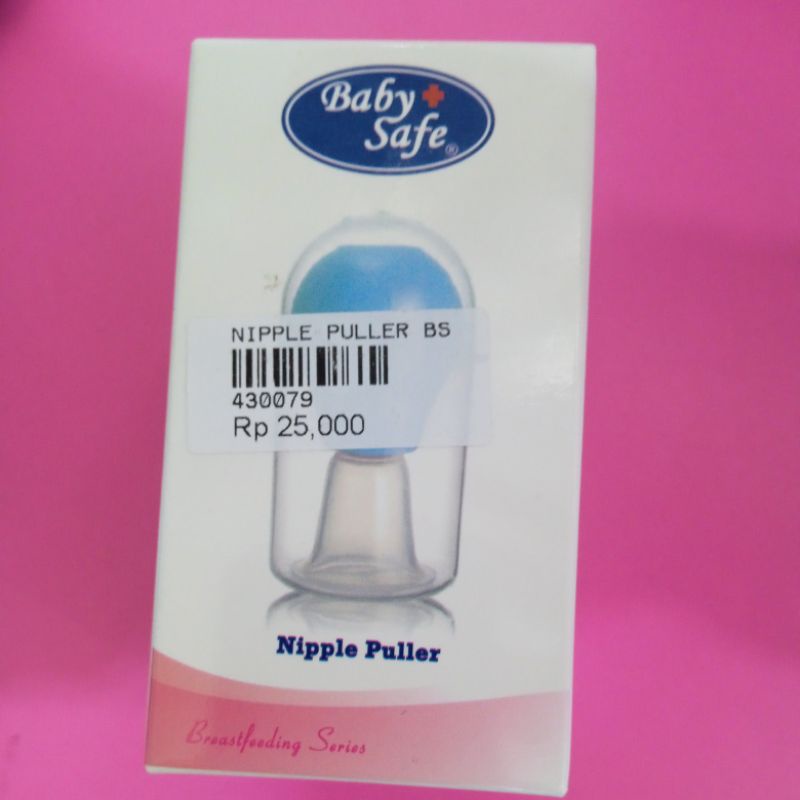 Baby
Safe®
NIPPLE PULLER BS
430079
Rp 25,000
Nipple Puller
Breastfeeding Series